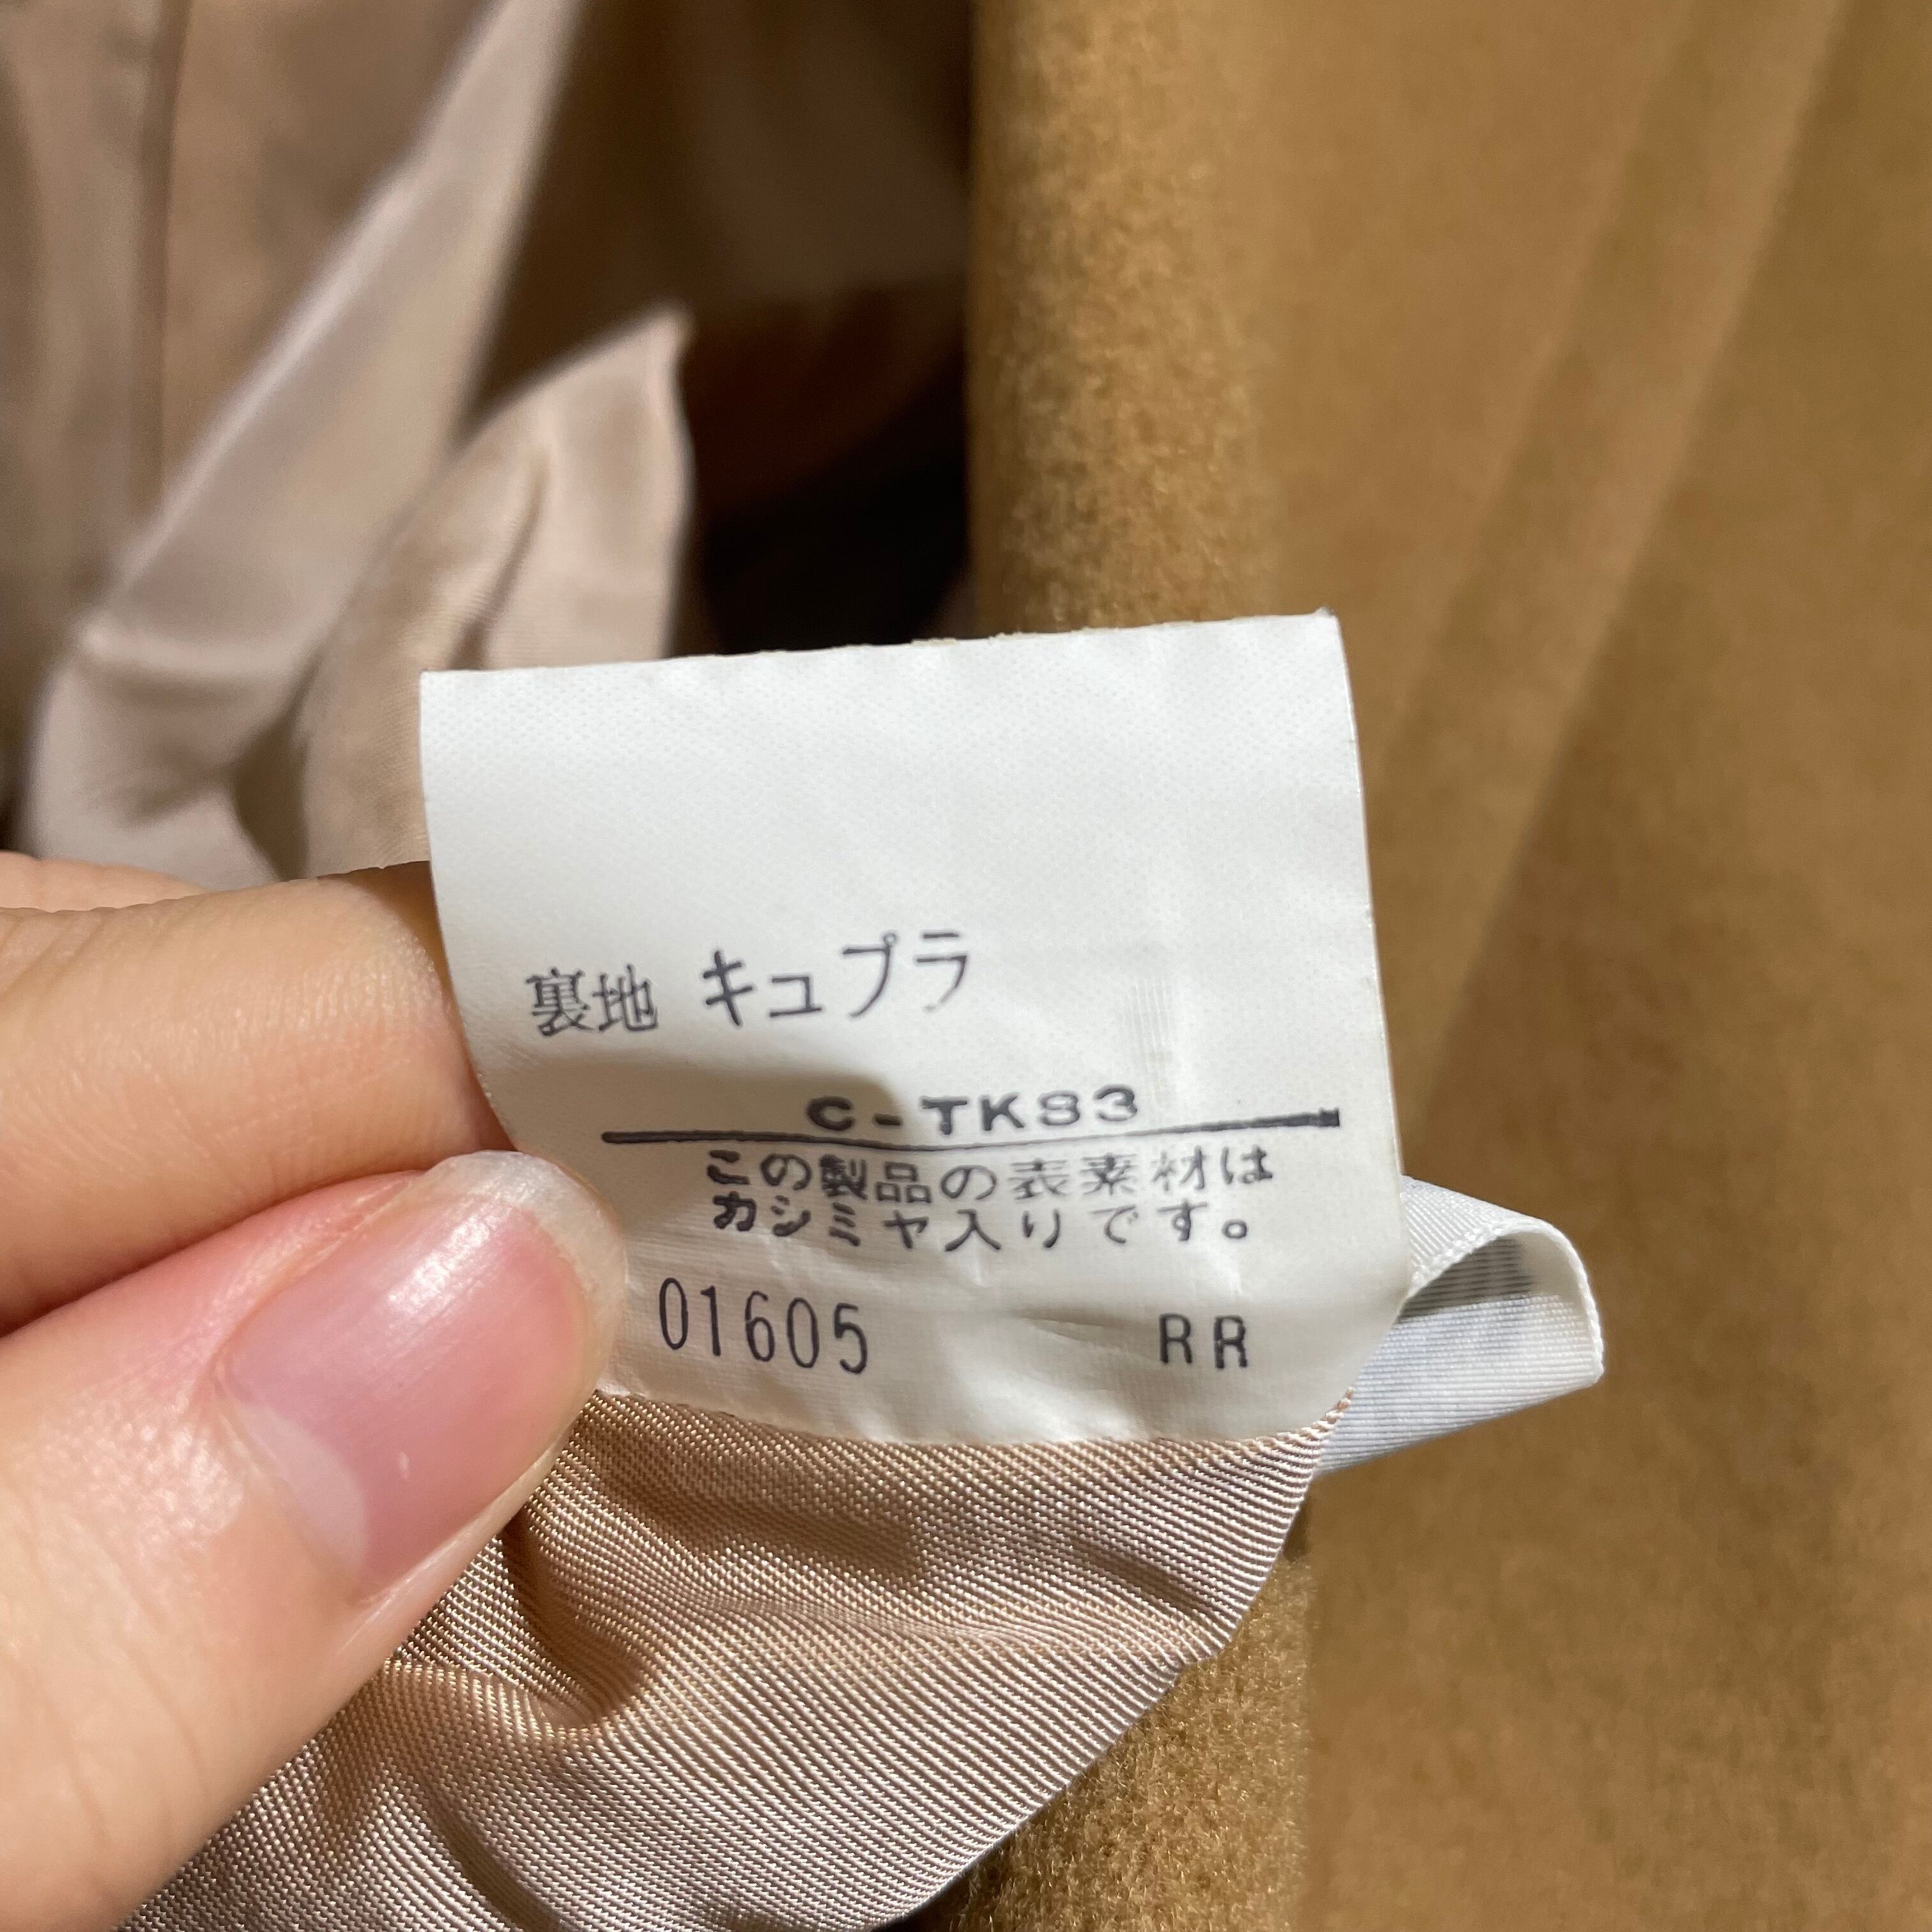 裏地 キュプラ
C-TK83
この製品の表素材は
カシミヤ入りです。
01605 RR